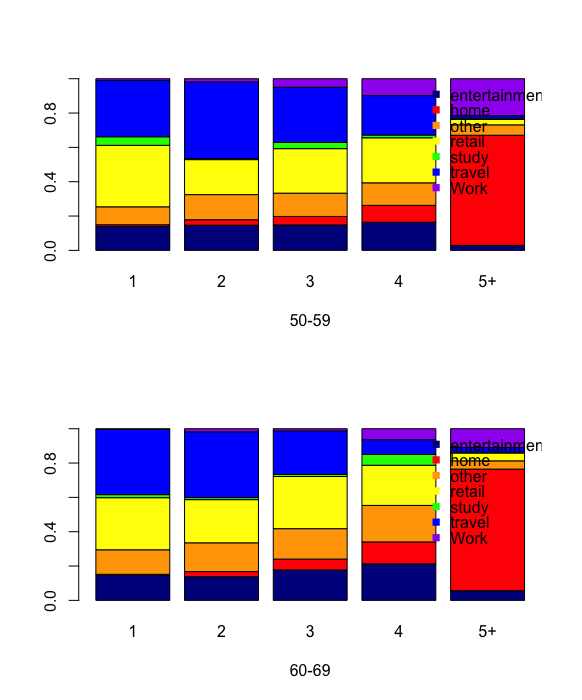 0.8
0.4
0.0
entertainmen
home
other
retail
study
travel
Work
1 2 3 4 5+
50-59
0.8
0.4
0.0
entertainmen
home
other
retail
study
travel
Work
1 2 3 4 5+
60-69